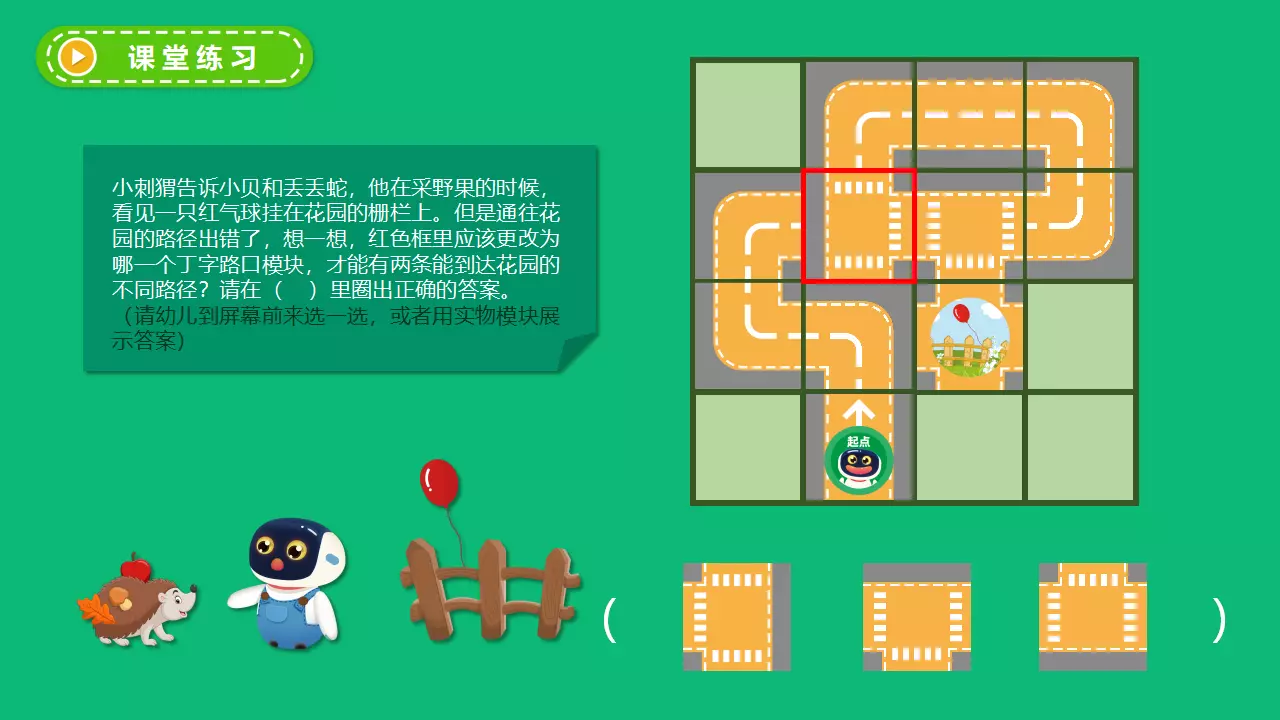 课堂练习
小刺猬告诉小贝和丢丢蛇，他在采野果的时候，
看见一只红气球挂在花园的栅栏上。但是通往花
园的路径出错了，想一想，红色框里应该更改为
哪一个丁字路口模块，才能有两条能到达花园的
不同路径？请在（　）里圈出正确的答案。
（请幼儿到屏幕前来选一选，或者用实物模块展
示答案）
起点
（　）